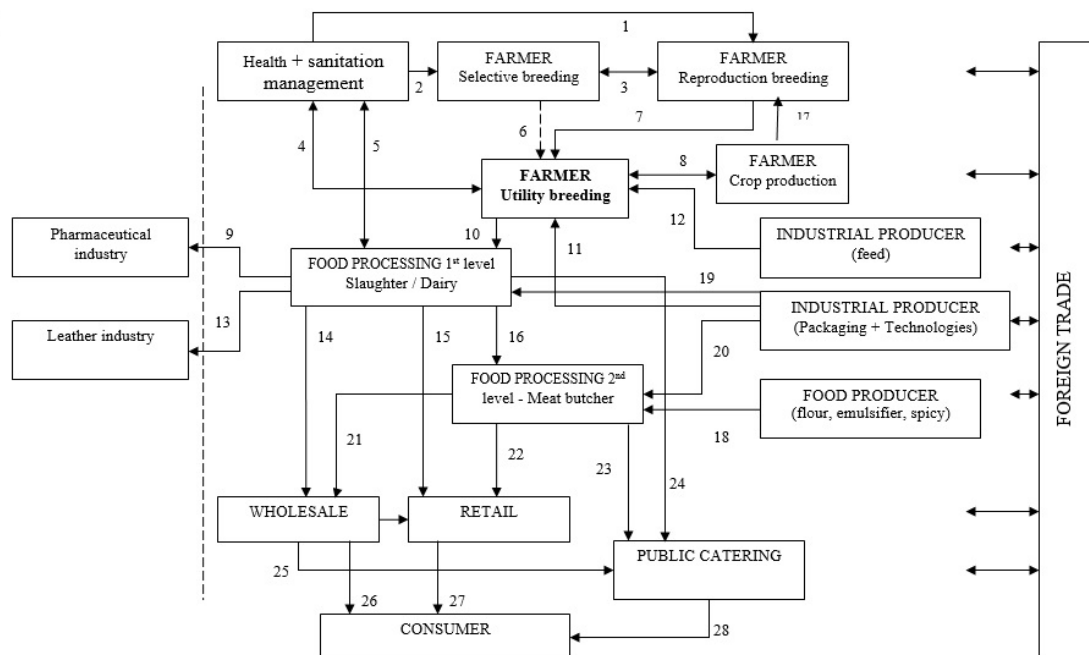 1
Health + sanitation
management
2
FARMER
Selective breeding
3
FARMER
Reproduction breeding
4
5
6
7
17
FARMER
Utility breeding
8
FARMER
Crop production
9
Pharmaceutical
industry
10
11
12
INDUSTRIAL PRODUCER
(feed)
FOOD PROCESSING 1st level
Slaughter / Dairy
19
INDUSTRIAL PRODUCER
(Packaging + Technologies)
Leather industry
13
14
15
16
20
FOOD PROCESSING 2nd
level - Meat butcher
FOOD PRODUCER
(flour, emulsifier, spicy)
18
21
22
23
24
WHOLESALE
RETAIL
PUBLIC CATERING
25
26
27
28
CONSUMER
FOREIGN TRADE